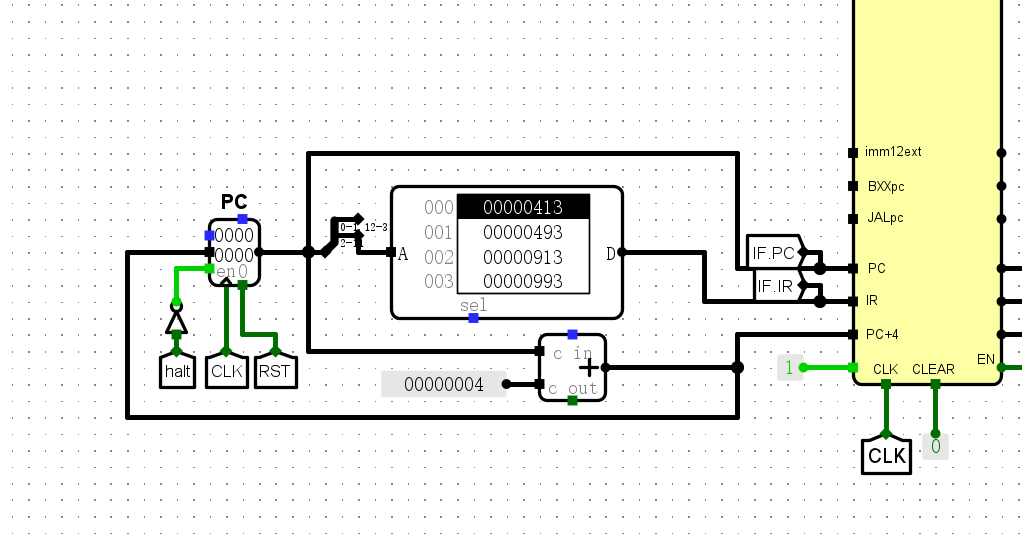 imm12ext
BXXpc
JALpc
PC
0000
0000
en0
0-1
12-3
000 00000413
001 00000493
002 00000913
003 00000993
A
D
sel
IF.PC
IF.IR
PC
IR
PC+4
c in
+
c out
00000004
halt
CLK
RST
1
EN
CLK
CLEAR
CLK
0